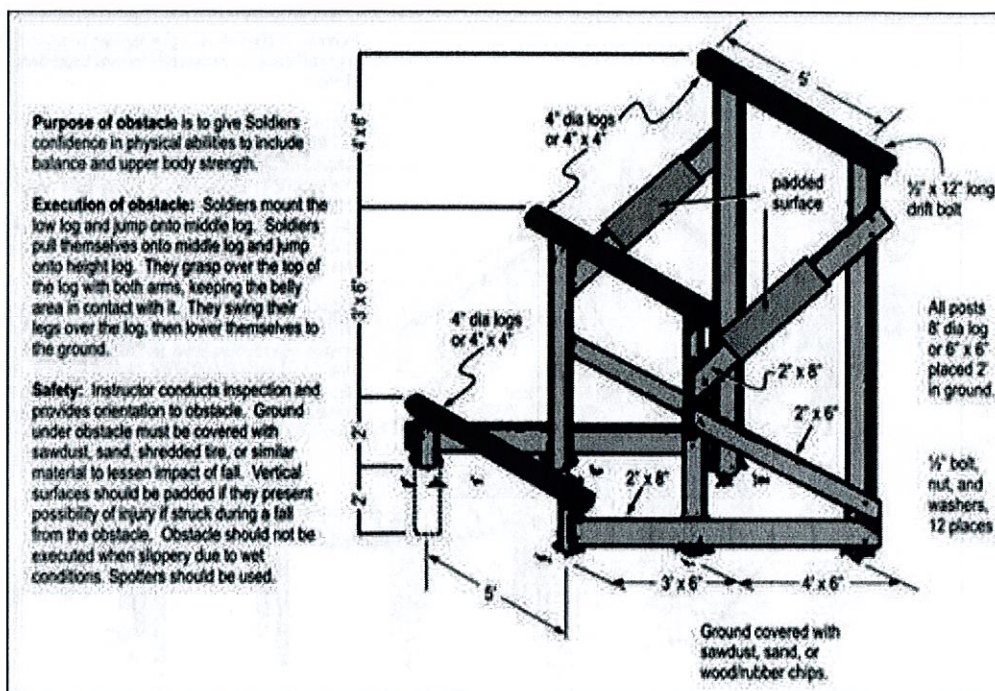 Purpose of obstacle is to give Soldiers
confidence in physical abilities to include
balance and upper body strength.
Execution of obstacle: Soldiers mount the
low log and jump onto middle log. Soldiers
pull themselves onto middle log and jump
onto height log. They grasp over the top of
the log with both arms, keeping the belly
area in contact with it. They swing their
legs over the log, then lower themselves to
the ground.
Safety: Instructor conducts inspection and
provides orientation to obstacle. Ground
under obstacle must be covered with
sawdust, sand, shredded tire, or similar
material to lessen impact of fall. Vertical
surfaces should be padded if they present
possibility of injury if struck during a fall
from the obstacle. Obstacle should not be
executed when slippery due to wet
conditions. Spotters should be used.
4' x 6"
3' x 6"
2'
2'
5'
4" dia logs
or 4" x 4"
padded
surface
½" x 12" long
drift bolt
4" dia logs
or 4" x 4"
All posts
8" dia log
or 6" x 6"
placed 2'
in ground.
2" x 8"
2" x 6"
2" x 8"
½" bolt,
nut, and
washers,
12 places
5'
3' x 6"
4' x 6"
Ground covered with
sawdust, sand, or
wood/rubber chips.